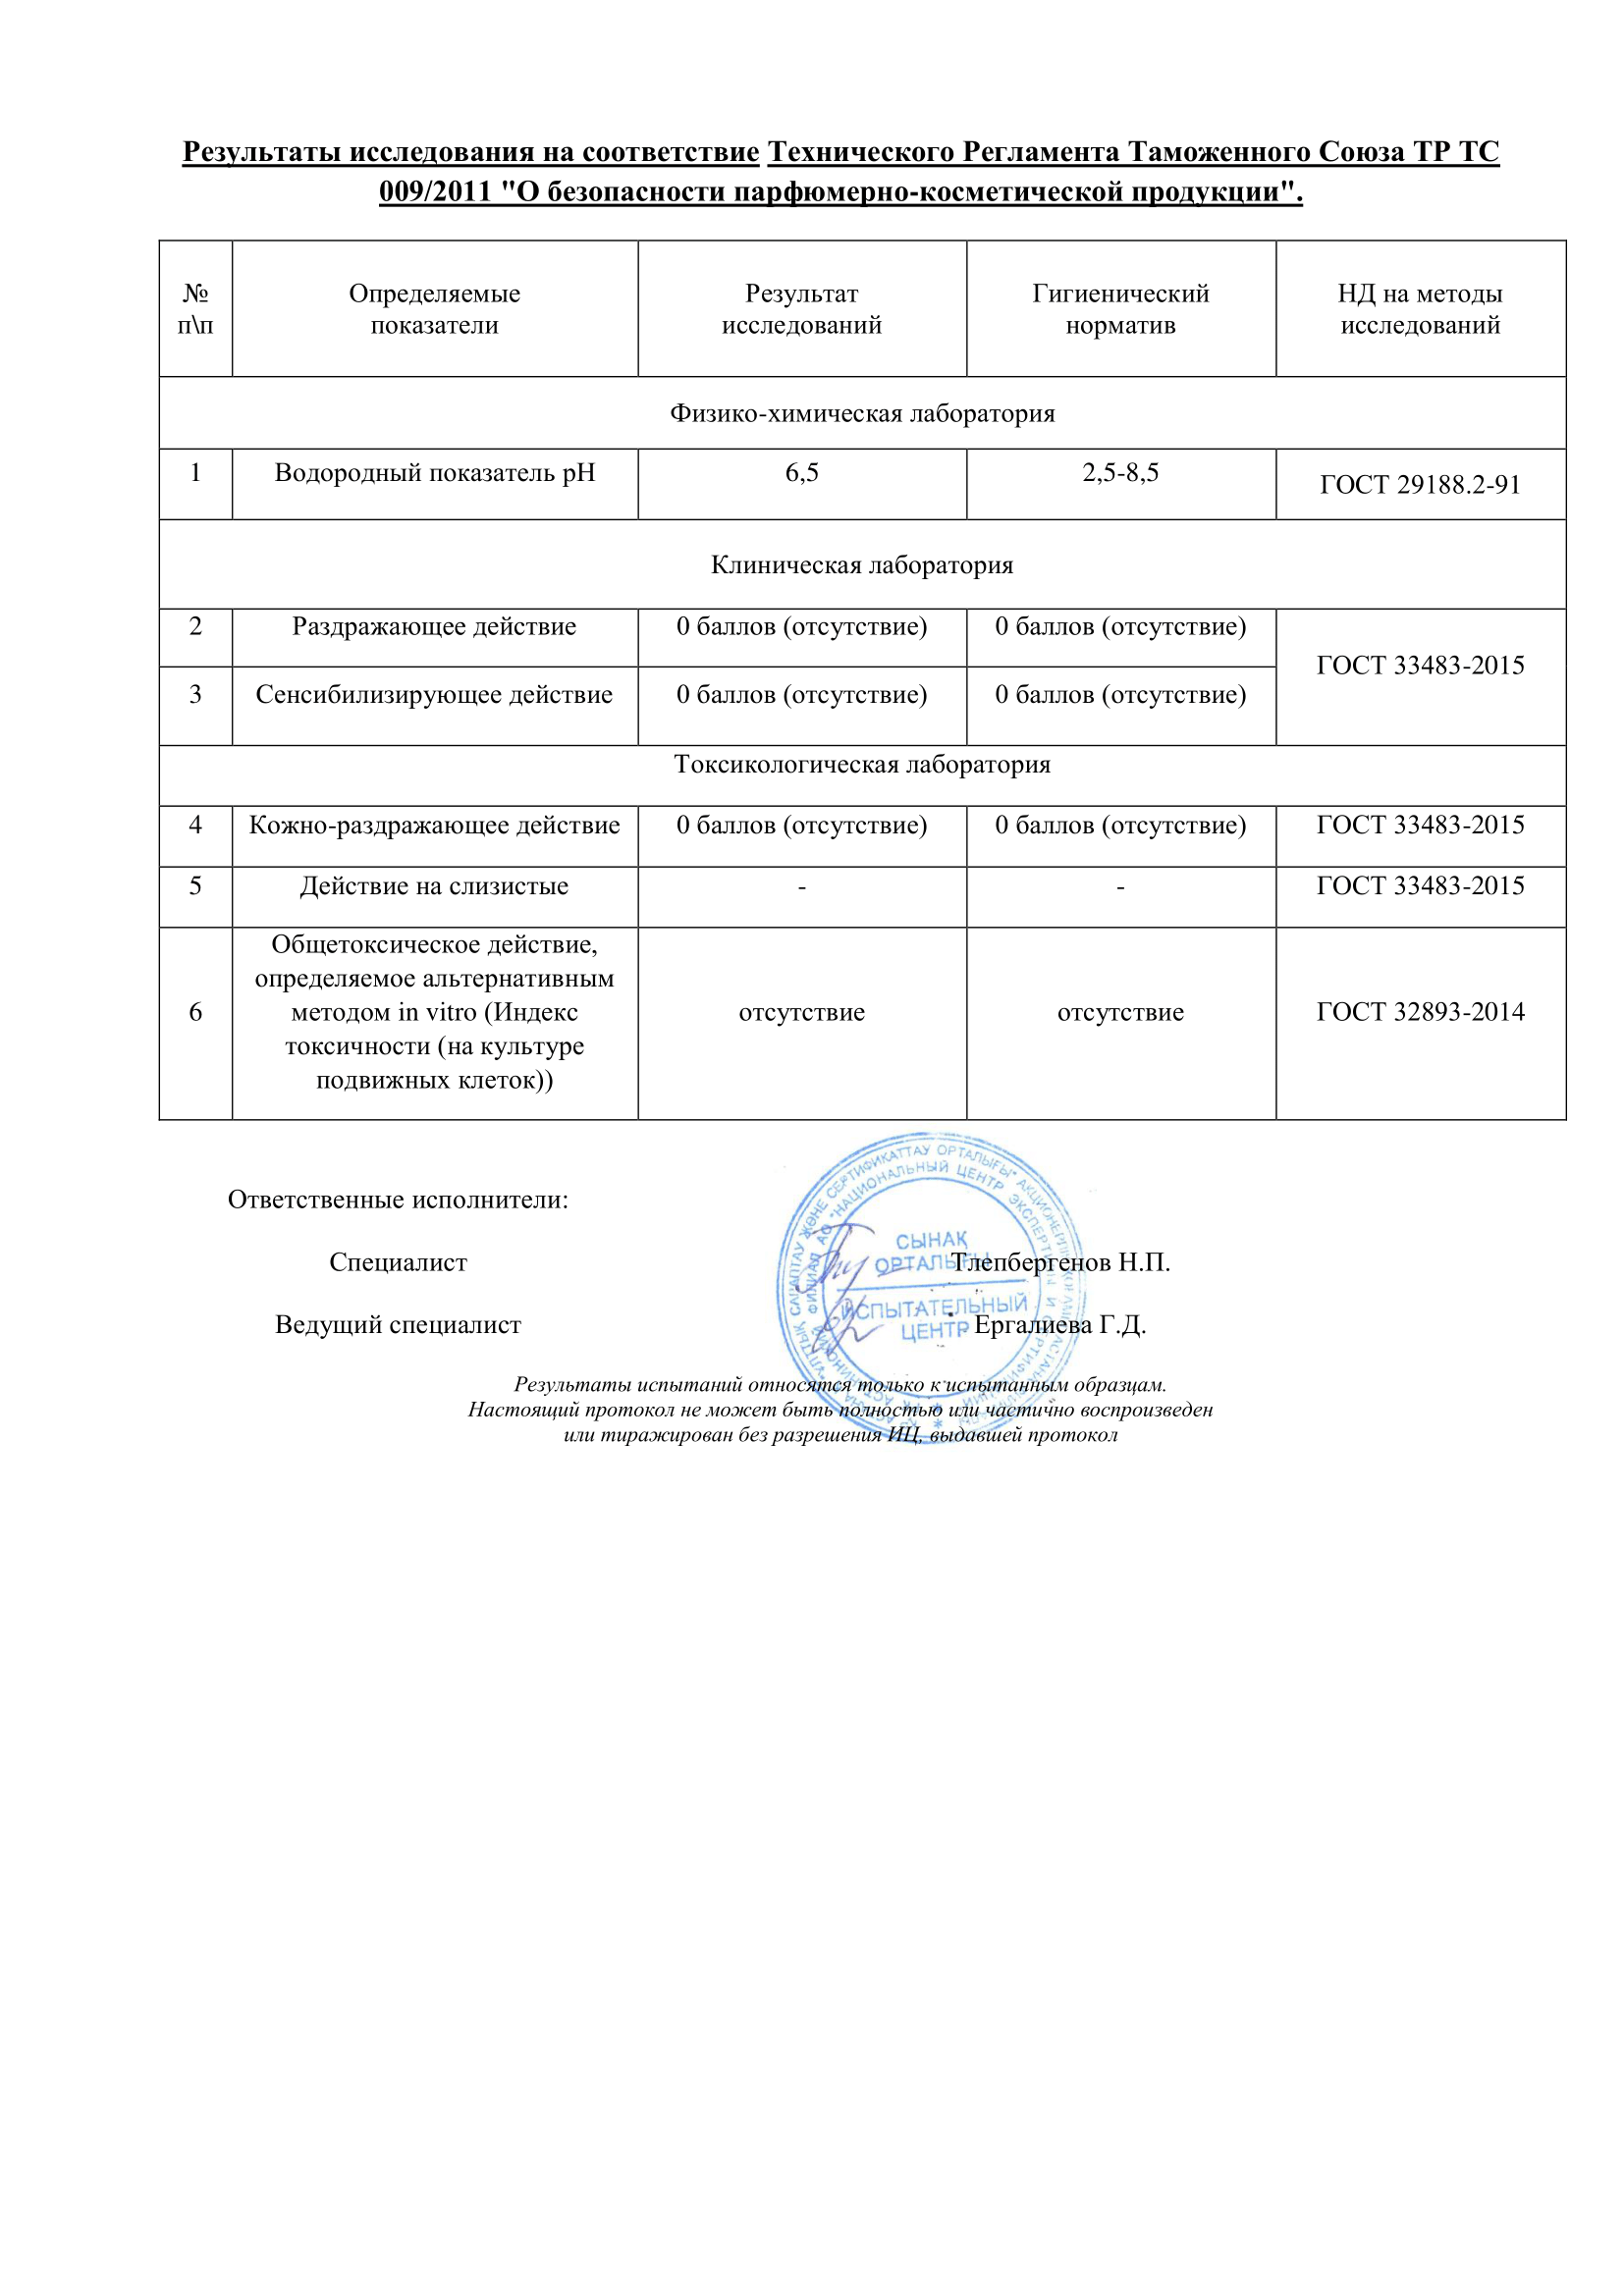 Результаты исследования на соответствие Технического Регламента Таможенного Союза ТР ТС
009/2011 "О безопасности парфюмерно-косметической продукции".
№
п\п
Определяемые
показатели
Результат
исследований
Гигиенический
норматив
НД на методы
исследований
Физико-химическая лаборатория
1
Водородный показатель pH
6,5
2,5-8,5
ГОСТ 29188.2-91
Клиническая лаборатория
2
Раздражающее действие
0 баллов (отсутствие)
0 баллов (отсутствие)
ГОСТ 33483-2015
3
Сенсибилизирующее действие
0 баллов (отсутствие)
0 баллов (отсутствие)
Токсикологическая лаборатория
4
Кожно-раздражающее действие
0 баллов (отсутствие)
0 баллов (отсутствие)
ГОСТ 33483-2015
5
Действие на слизистые
-
-
ГОСТ 33483-2015
6
Общетоксическое действие,
определяемое альтернативным
методом in vitro (Индекс
токсичности (на культуре
подвижных клеток))
отсутствие
отсутствие
ГОСТ 32893-2014
Ответственные исполнители:
Специалист
Тлепбергенов Н.П.
Ведущий специалист
Ергалиева Г.Д.
САРАПТАУ ЖӘНЕ СЕРТИФИКАТТАУ ОРТАЛЫҒЫ"
ФИЛИАЛ АО "НАЦИОНАЛЬНЫЙ ЦЕНТР ЭКСПЕРТИЗЫ И
СЫНАҚ
ОРТАЛЫҒЫ
ИСПЫТАТЕЛЬНЫЙ
ЦЕНТР
Результаты испытаний относятся только к испытанным образцам.
Настоящий протокол не может быть полностью или частично воспроизведен
или тиражирован без разрешения ИЦ, выдавшей протокол